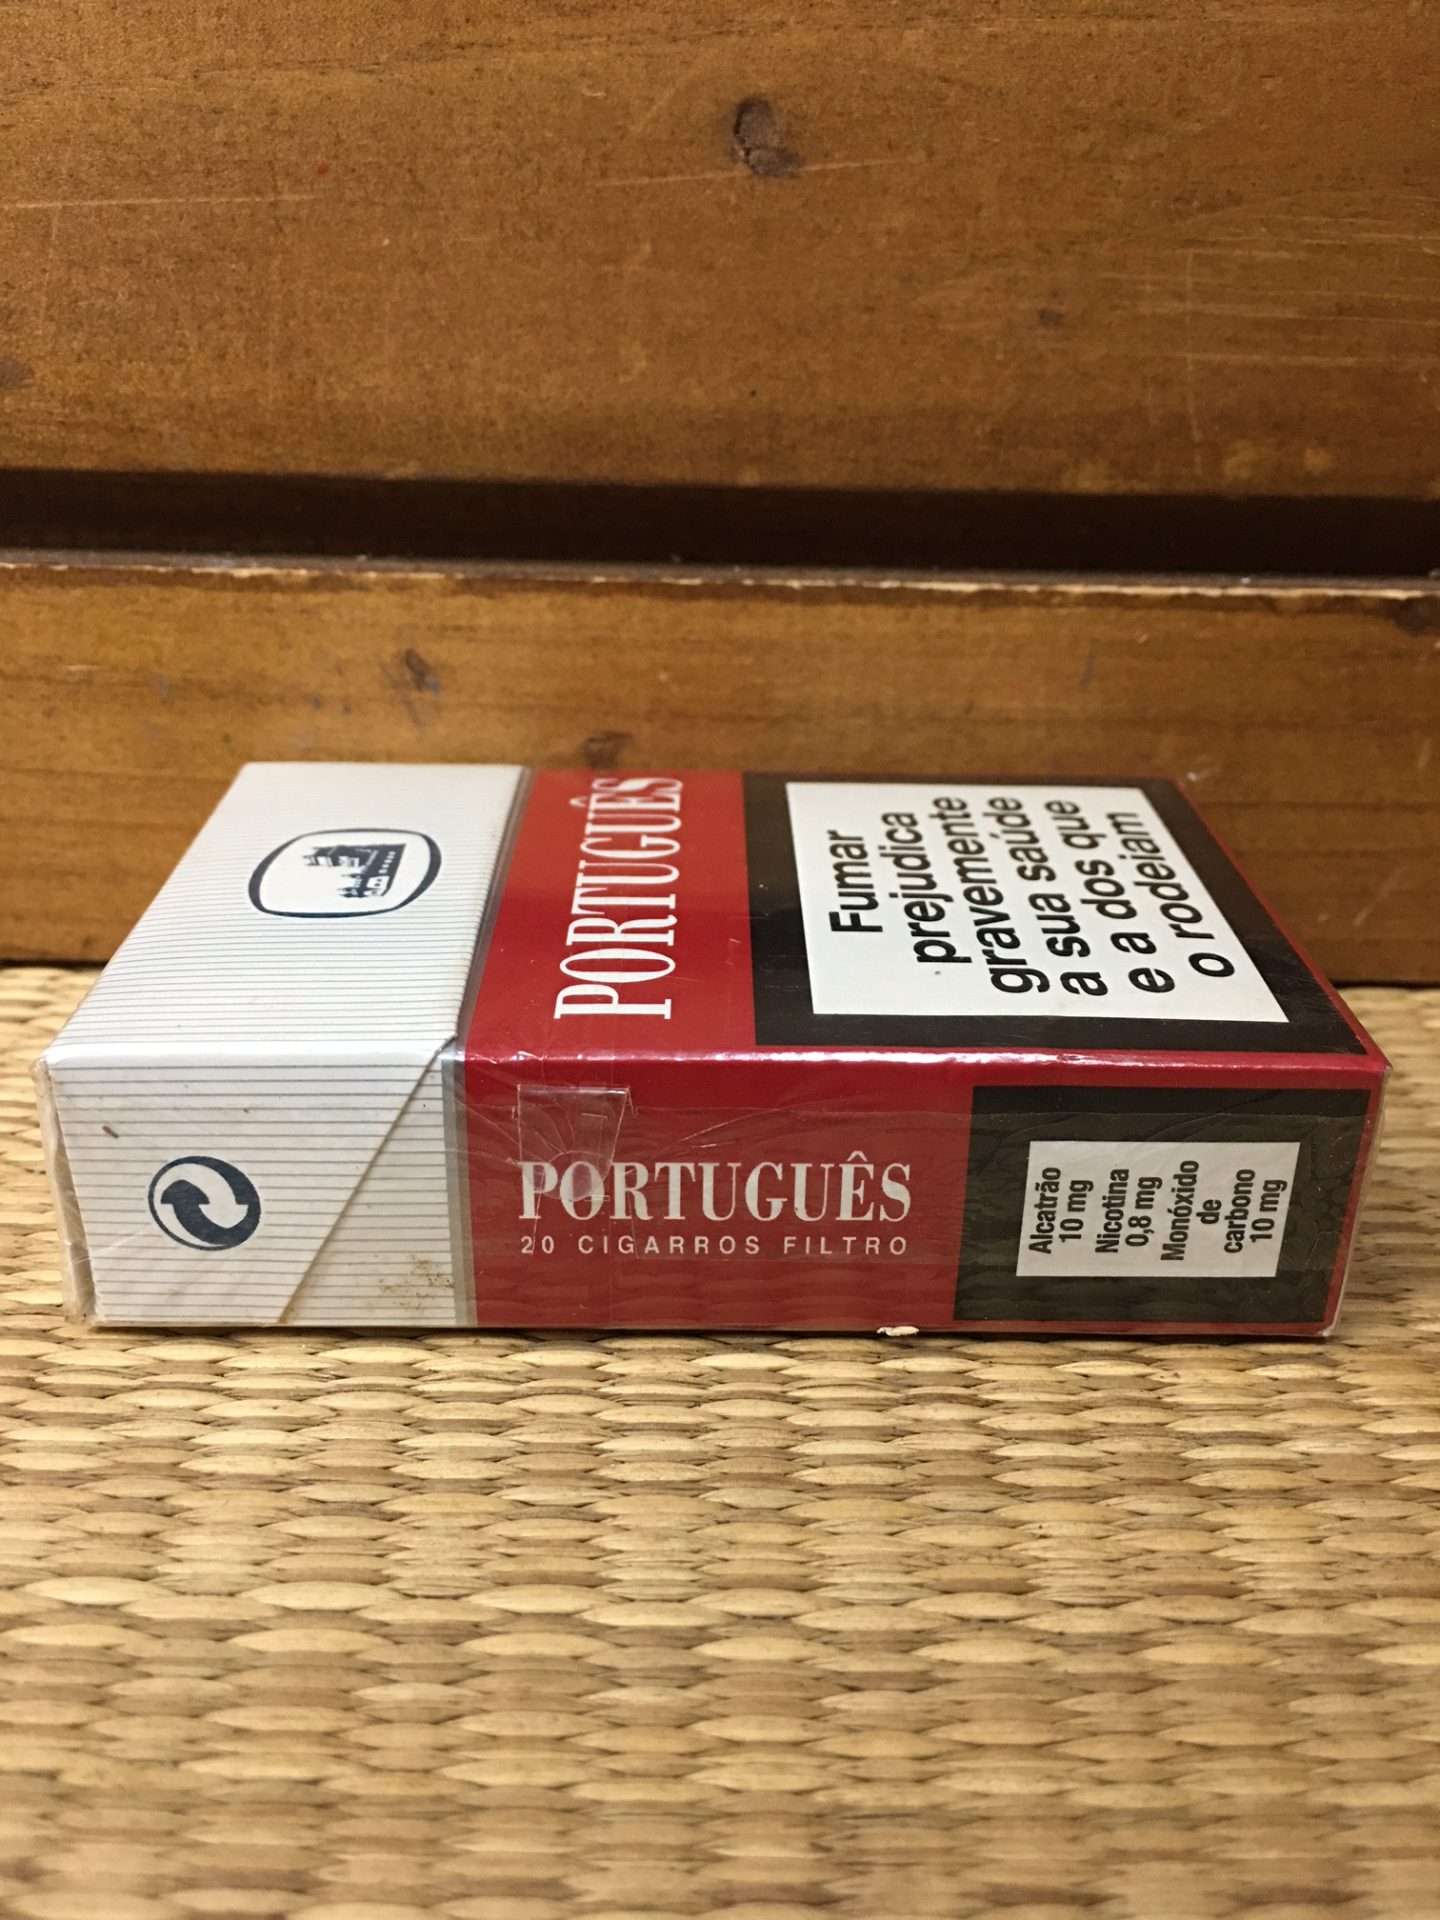 PORTUGUÊS
Fumar
prejudica
gravemente
a sua saúde
e a dos que
o rodeiam
PORTUGUÊS
20 CIGARROS FILTRO
Alcatrão
10 mg
Nicotina
0,8 mg
Monóxido
de
carbono
10 mg